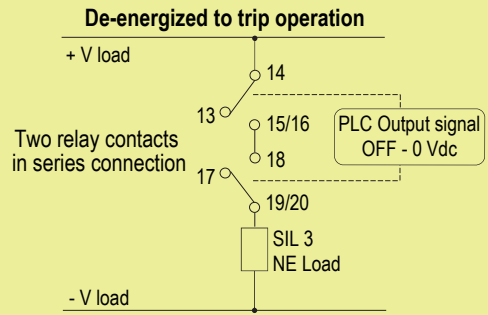 De-energized to trip operation
+ V load
14
13
15/16
PLC Output signal
OFF - 0 Vdc
Two relay contacts
in series connection
18
17
19/20
SIL 3
NE Load
- V load